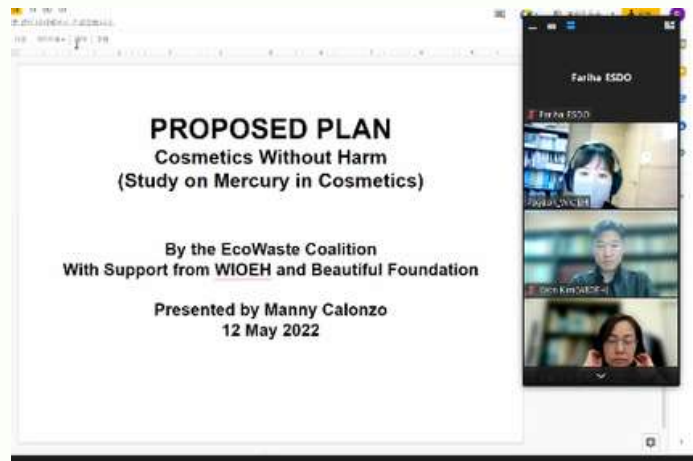 PROPOSED PLAN
Cosmetics Without Harm
(Study on Mercury in Cosmetics)
By the EcoWaste Coalition
With Support from WIOEH and Beautiful Foundation
Presented by Manny Calonzo
12 May 2022
Fariha ESDO
Fariha ESDO